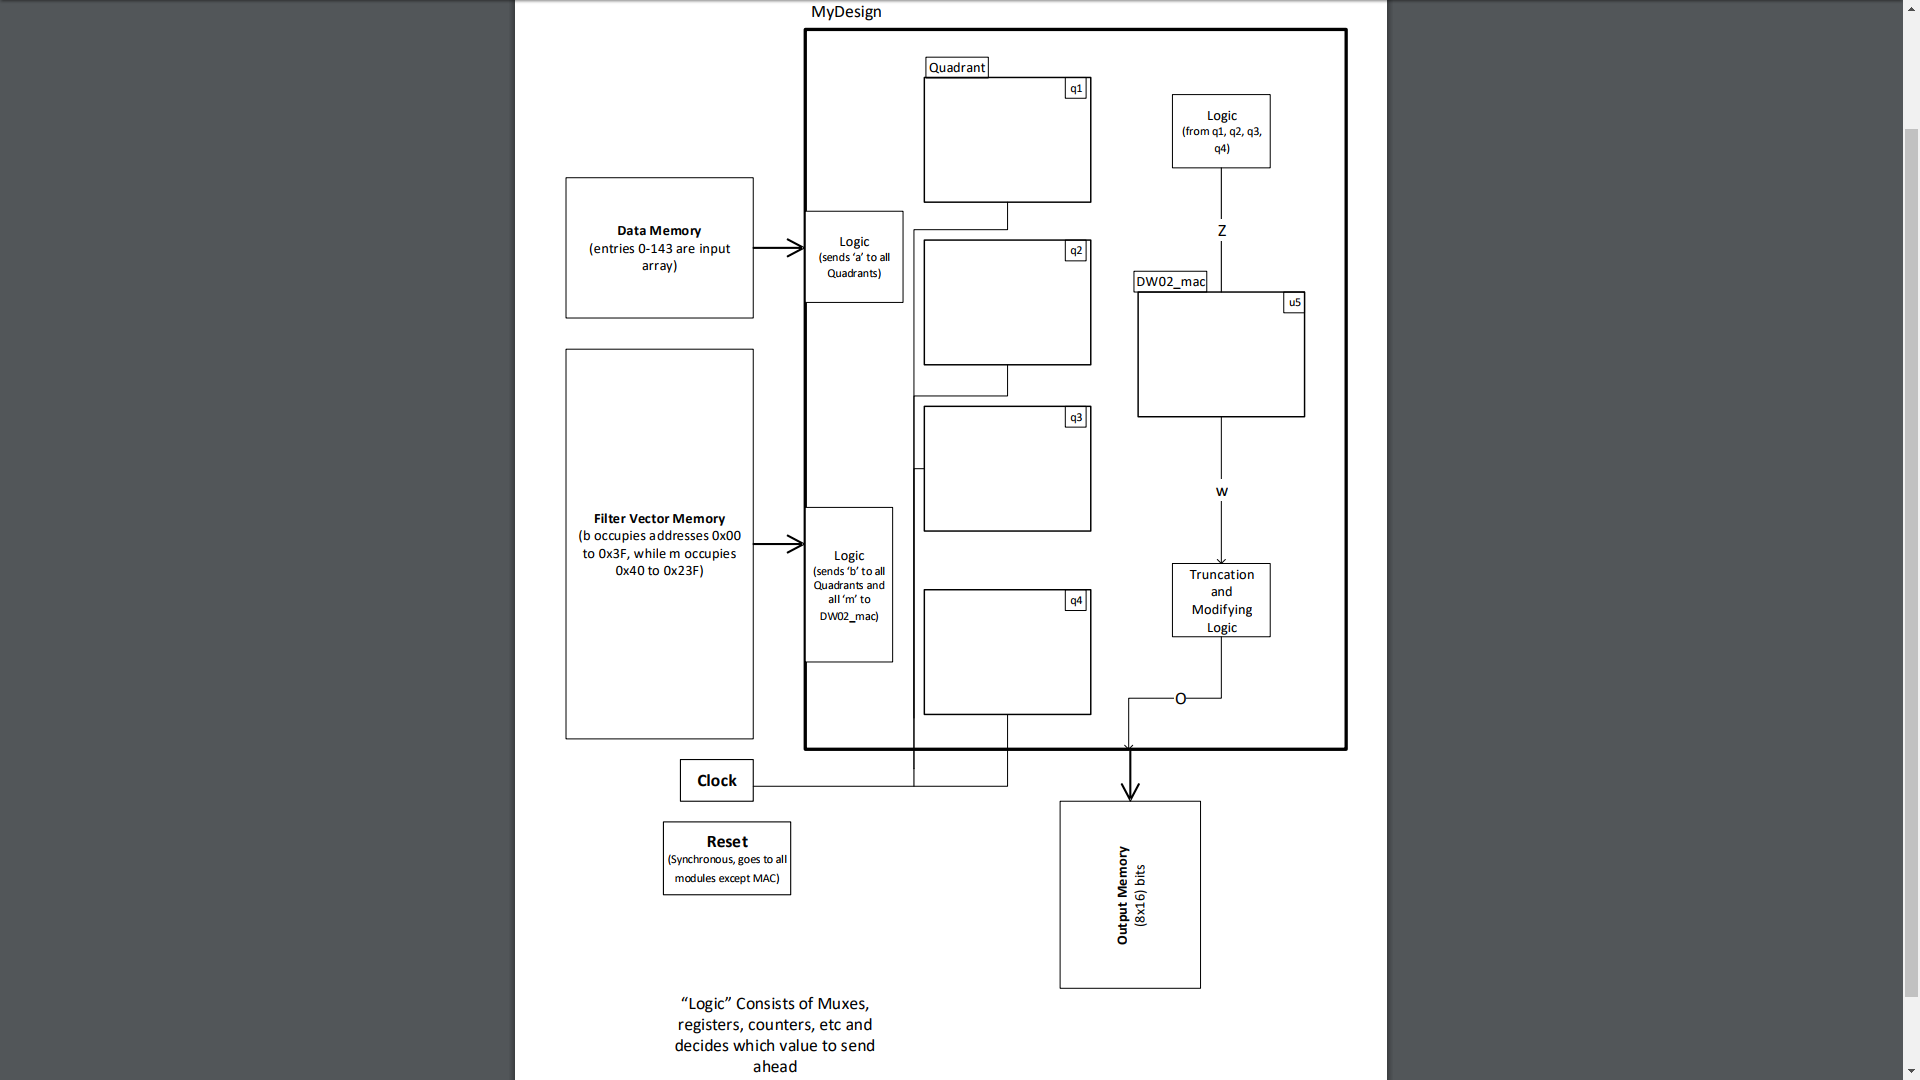 MyDesign
Quadrant
q1
Logic
(from q1, q2, q3,
q4)
Data Memory
(entries 0-143 are input
array)
Logic
(sends ‘a’ to all
Quadrants)
Z
q2
DW02_mac
u5
q3
Filter Vector Memory
(b occupies addresses 0x00
to 0x3F, while m occupies
0x40 to 0x23F)
Logic
(sends ‘b’ to all
Quadrants and
all ‘m’ to
DW02_mac)
w
Truncation
and
Modifying
Logic
q4
O
Clock
Reset
(Synchronous, goes to all
modules except MAC)
Output Memory
(8x16) bits
“Logic” Consists of Muxes,
registers, counters, etc and
decides which value to send
ahead